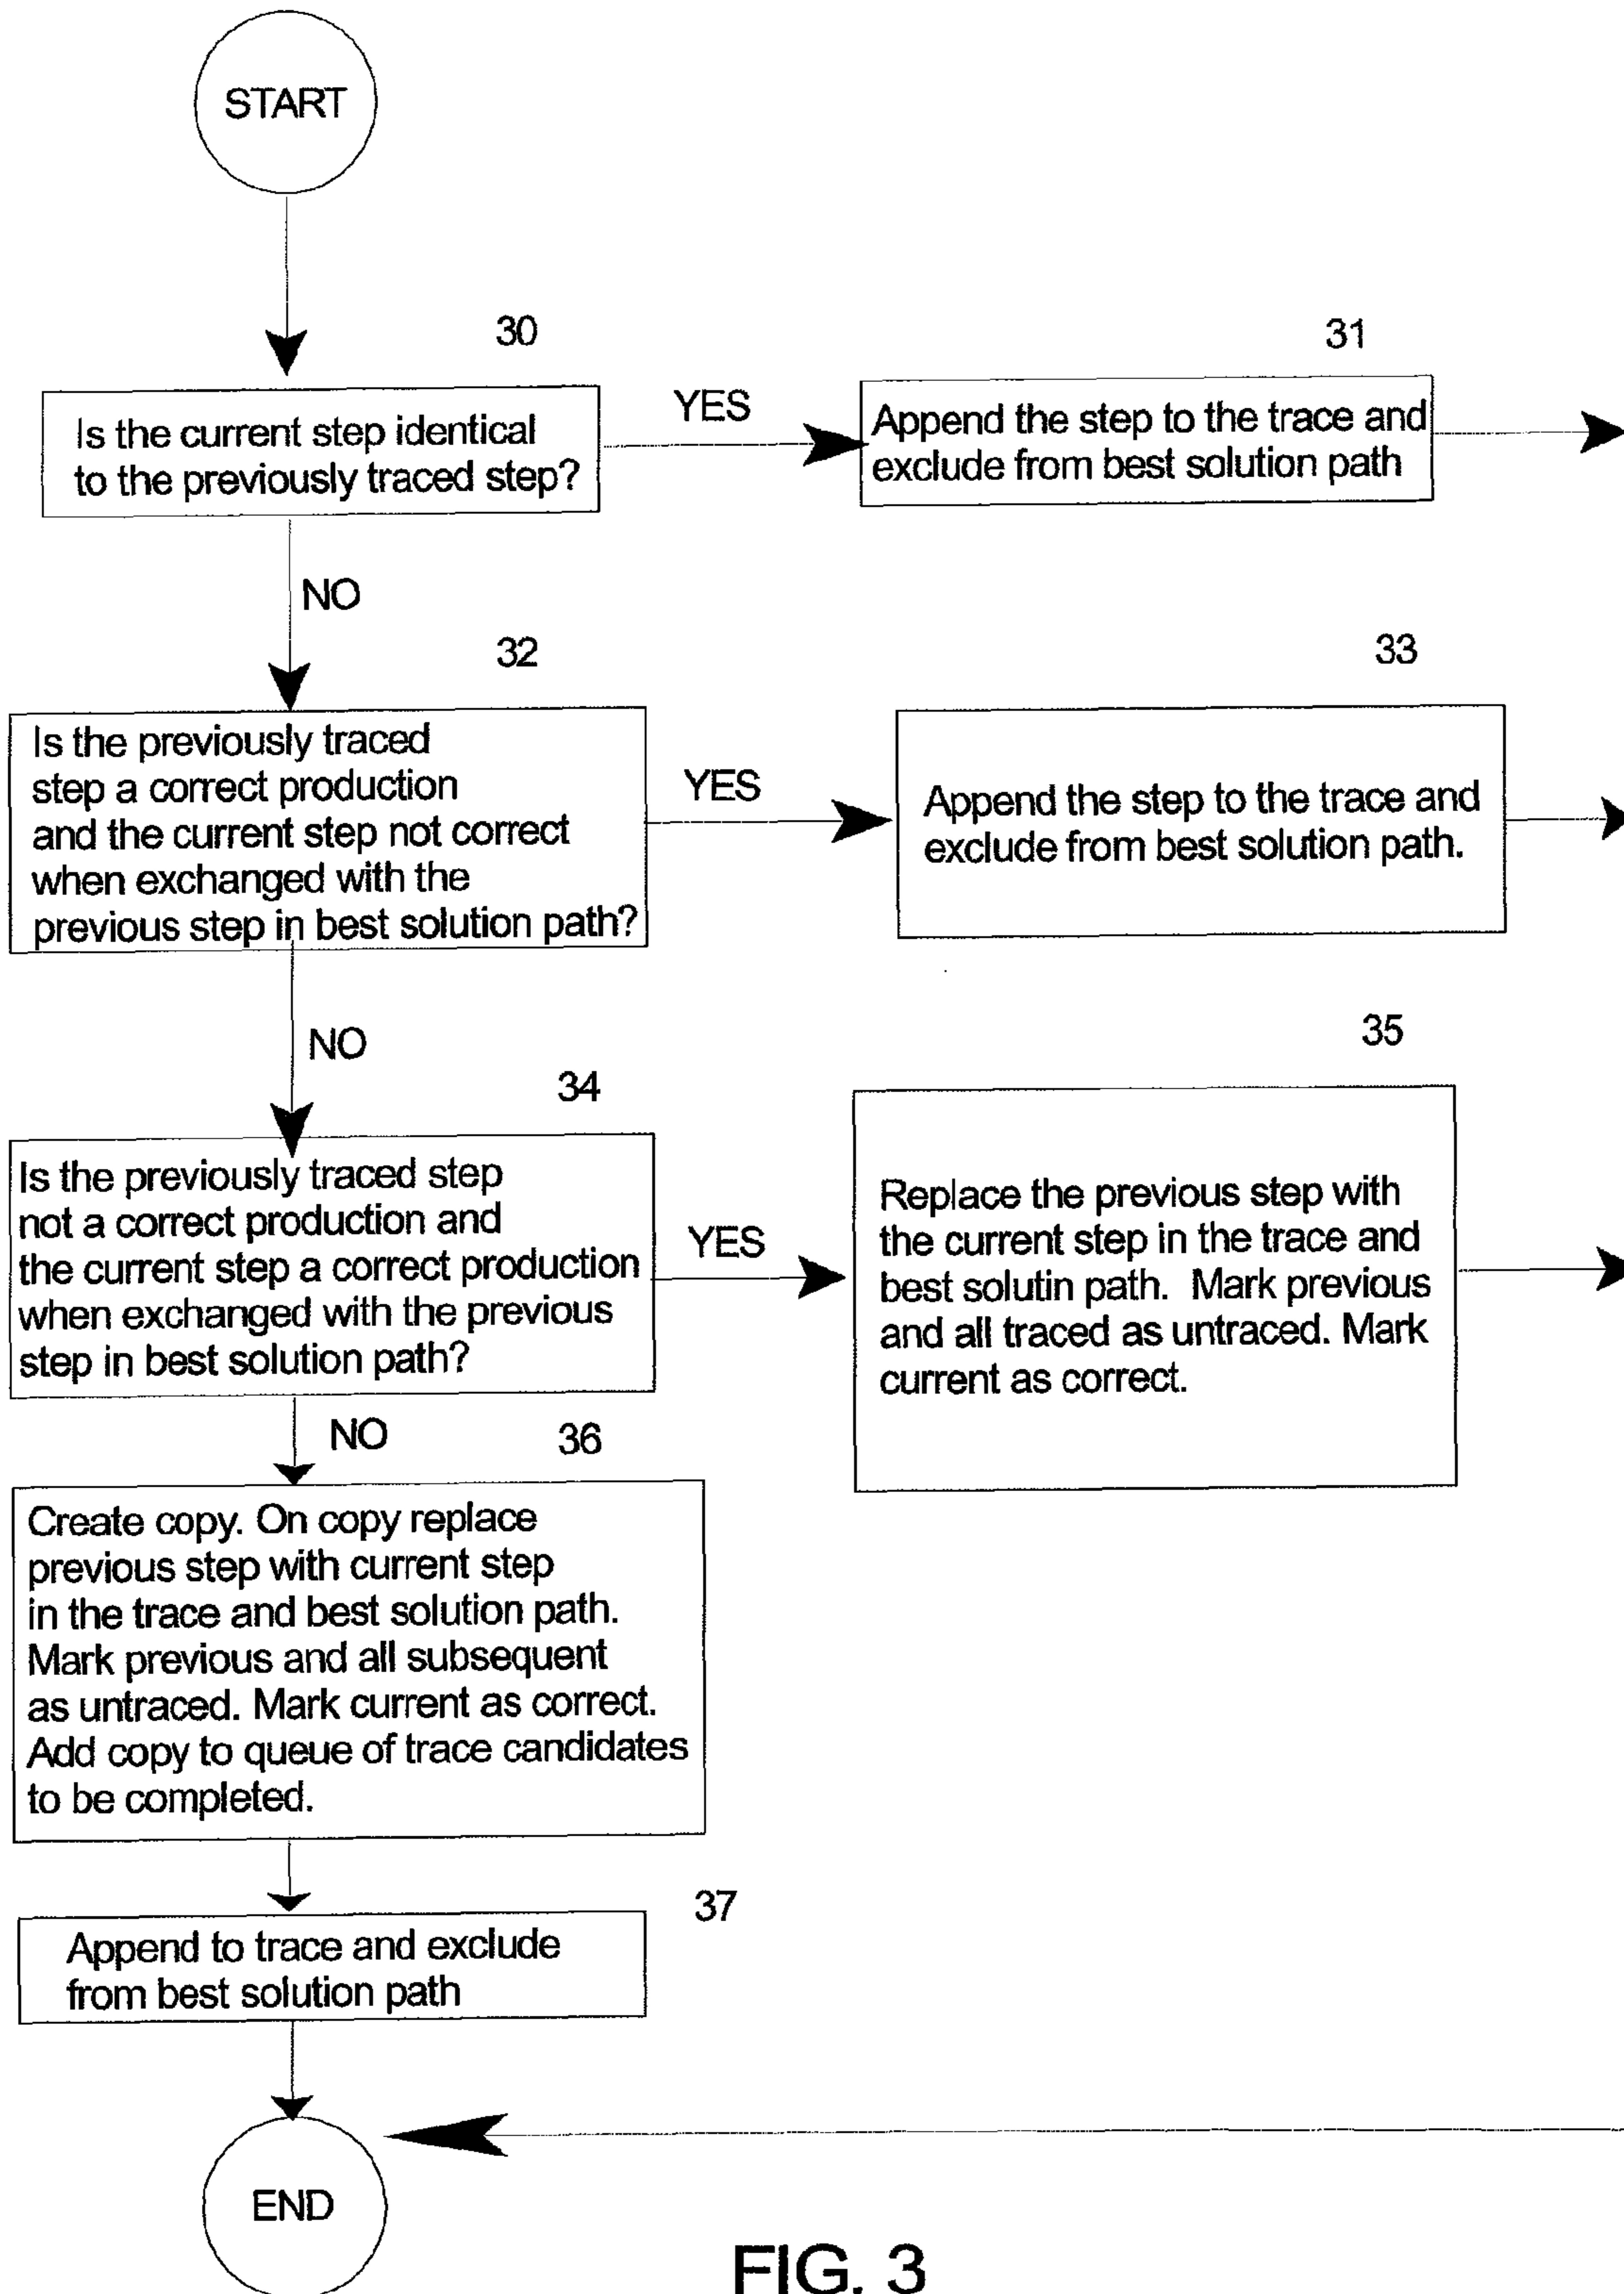 START
30
Is the current step identical
to the previously traced step?
YES
31
Append the step to the trace and
exclude from best solution path
NO
32
Is the previously traced
step a correct production
and the current step not correct
when exchanged with the
previous step in best solution path?
YES
33
Append the step to the trace and
exclude from best solution path.
NO
34
Is the previously traced step
not a correct production and
the current step a correct production
when exchanged with the previous
step in best solution path?
YES
35
Replace the previous step with
the current step in the trace and
best solutin path. Mark previous
and all traced as untraced. Mark
current as correct.
NO
36
Create copy. On copy replace
previous step with current step
in the trace and best solution path.
Mark previous and all subsequent
as untraced. Mark current as correct.
Add copy to queue of trace candidates
to be completed.
37
Append to trace and exclude
from best solution path
END
FIG. 3